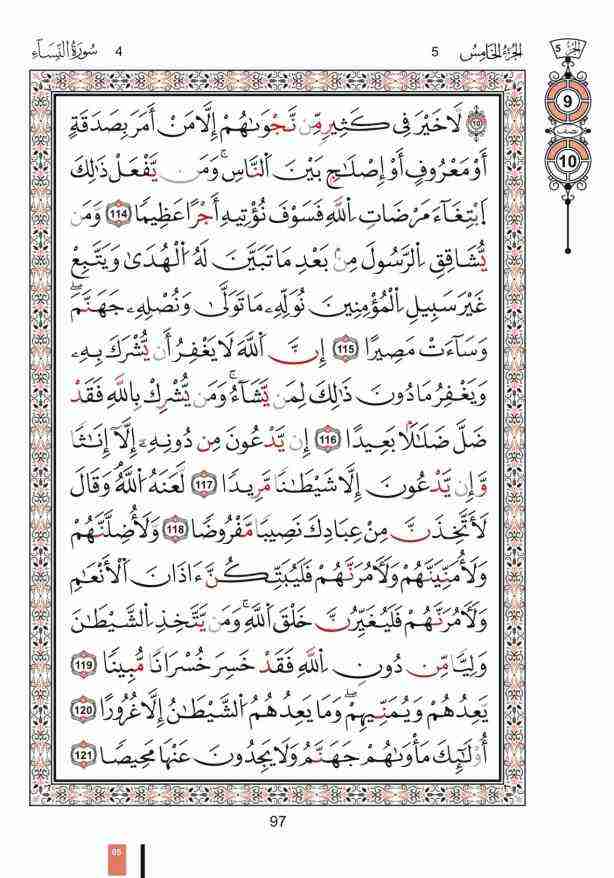 سُورَةُ النِّسَآءِ 4
5 الجُزْءُ الخَامِسُ
الجُزْءُ 5
9
نصف
10
لَّا خَيْرَ فِى كَثِيرٍ مِّن نَّجْوَىٰهُمْ إِلَّا مَنْ أَمَرَ بِصَدَقَةٍ
أَوْ مَعْرُوفٍ أَوْ إِصْلَٰحٍ بَيْنَ ٱلنَّاسِ ۚ وَمَن يَفْعَلْ ذَٰلِكَ
ٱبْتِغَآءَ مَرْضَاتِ ٱللَّهِ فَسَوْفَ نُؤْتِيهِ أَجْرًا عَظِيمًا 114 وَمَن
يُشَاقِقِ ٱلرَّسُولَ مِنۢ بَعْدِ مَا تَبَيَّنَ لَهُ ٱلْهُدَىٰ وَيَتَّبِعْ
غَيْرَ سَبِيلِ ٱلْمُؤْمِنِينَ نُوَلِّهِۦ مَا تَوَلَّىٰ وَنُصْلِهِۦ جَهَنَّمَ ۖ
وَسَآءَتْ مَصِيرًا 115 إِنَّ ٱللَّهَ لَا يَغْفِرُ أَن يُشْرَكَ بِهِۦ
وَيَغْفِرُ مَا دُونَ ذَٰلِكَ لِمَن يَشَآءُ ۚ وَمَن يُشْرِكْ بِٱللَّهِ فَقَدْ
ضَلَّ ضَلَٰلًۢا بَعِيدًا 116 إِن يَدْعُونَ مِن دُونِهِۦٓ إِلَّآ إِنَٰثًا
وَإِن يَدْعُونَ إِلَّا شَيْطَٰنًا مَّرِيدًا 117 لَّعَنَهُ ٱللَّهُ ۘ وَقَالَ
لَأَتَّخِذَنَّ مِنْ عِبَادِكَ نَصِيبًا مَّفْرُوضًا 118 وَلَأُضِلَّنَّهُمْ
وَلَأُمَنِّيَنَّهُمْ وَلَءَامُرَنَّهُمْ فَلَيُبَتِّكُنَّ ءَاذَانَ ٱلْأَنْعَٰمِ
وَلَءَامُرَنَّهُمْ فَلَيُغَيِّرُنَّ خَلْقَ ٱللَّهِ ۚ وَمَن يَتَّخِذِ ٱلشَّيْطَٰنَ
وَلِيًّا مِّن دُونِ ٱللَّهِ فَقَدْ خَسِرَ خُسْرَانًا مُّبِينًا 119
يَعِدُهُمْ وَيُمَنِّيهِمْ ۖ وَمَا يَعِدُهُمُ ٱلشَّيْطَٰنُ إِلَّا غُرُورًا 120
أُو۟لَٰٓئِكَ مَأْوَىٰهُمْ جَهَنَّمُ وَلَا يَجِدُونَ عَنْهَا مَحِيصًا 121
97
05